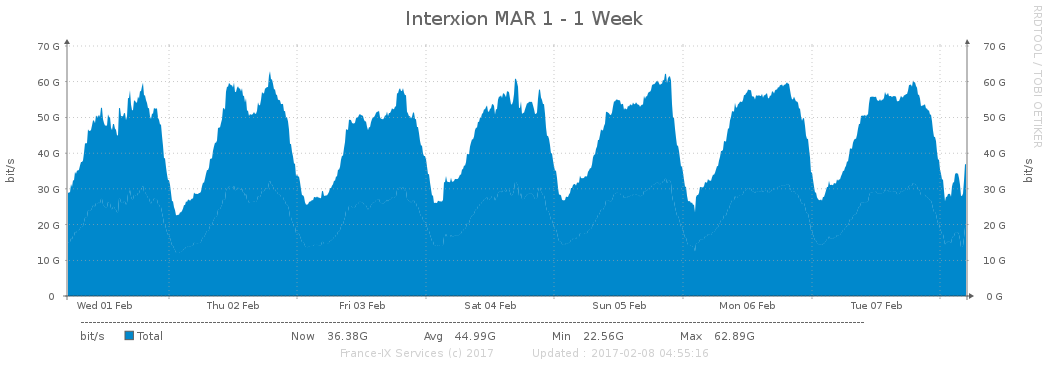 Interxion MAR 1 - 1 Week
RRDTOOL / TOBI OETIKER
70 G 70 G
60 G 60 G
50 G 50 G
40 G 40 G
30 G 30 G
20 G 20 G
10 G 10 G
0 0 G
bit/s bit/s
Wed 01 Feb Thu 02 Feb Fri 03 Feb Sat 04 Feb Sun 05 Feb Mon 06 Feb Tue 07 Feb
bit/s Total Now 36.38G Avg 44.99G Min 22.56G Max 62.89G
France-IX Services (c) 2017 Updated : 2017-02-08 04:55:16